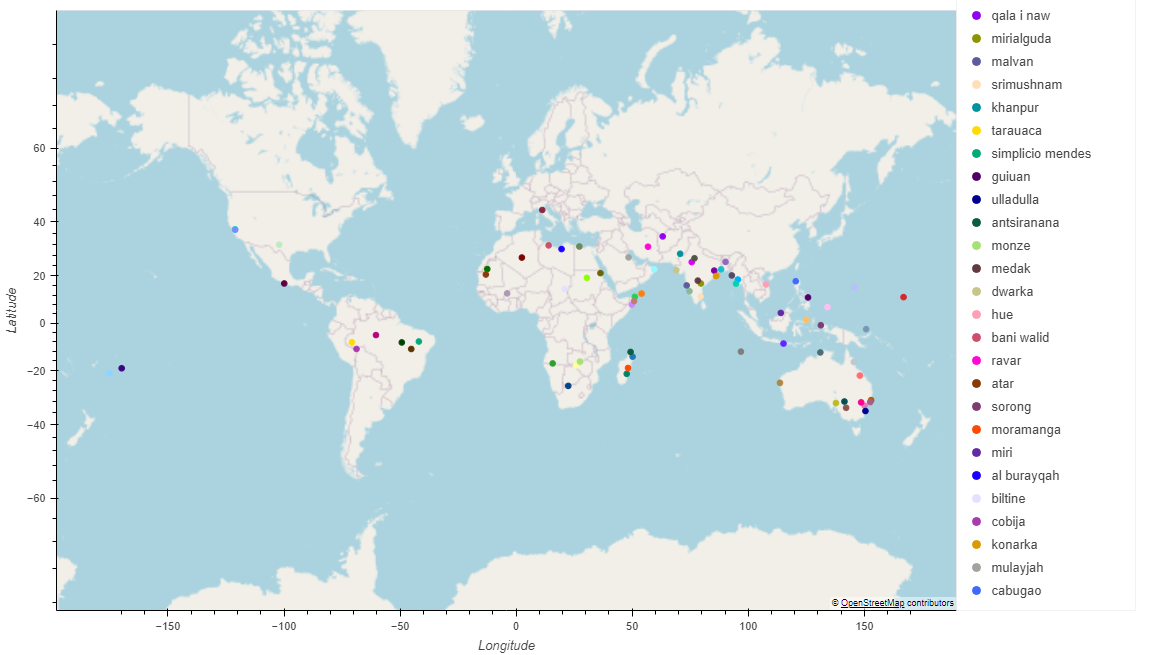 qala i naw
mirialguda
malvan
srimushnam
khanpur
tarauaca
simplicio mendes
guiuan
ulladulla
antsiranana
monze
medak
dwarka
hue
bani walid
ravar
atar
sorong
moramanga
miri
al burayqah
biltine
cobija
konarka
mulayjah
cabugao
Latitude
60
40
20
0
−20
−40
−60
© OpenStreetMap contributors
−150
−100
−50
0
50
100
150
Longitude